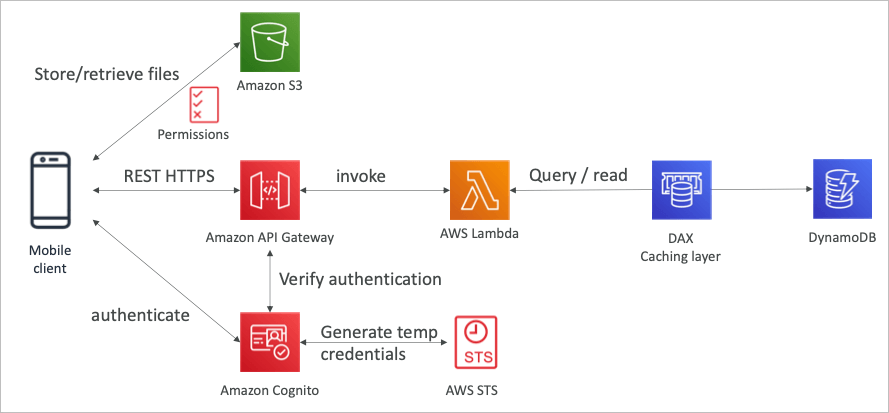 Store/retrieve files
Amazon S3
Permissions
REST HTTPS
invoke
Query / read
Mobile
client
Amazon API Gateway
AWS Lambda
DAX
Caching layer
DynamoDB
Verify authentication
authenticate
Generate temp
credentials
STS
Amazon Cognito
AWS STS